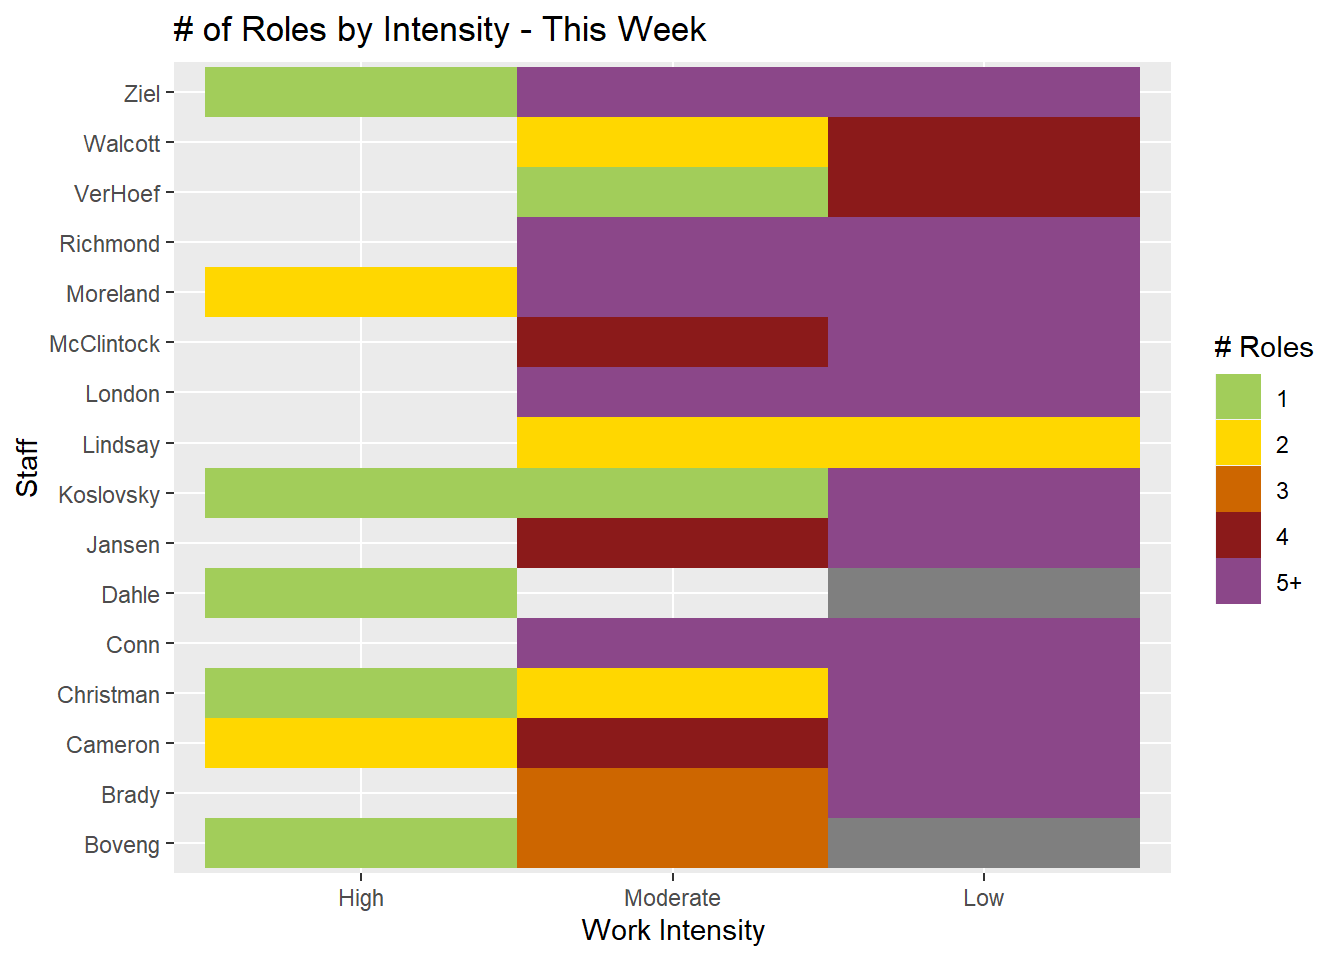 # of Roles by Intensity - This Week
Staff
Ziel
Walcott
VerHoef
Richmond
Moreland
McClintock
London
Lindsay
Koslovsky
Jansen
Dahle
Conn
Christman
Cameron
Brady
Boveng
High Moderate Low
Work Intensity
# Roles
1
2
3
4
5+